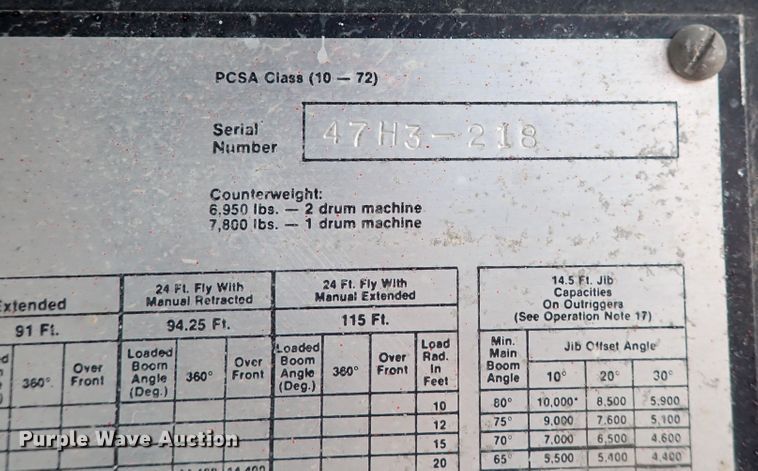 PCSA Class (10 — 72)
Serial Number
47H3-218
Counterweight:
6,950 lbs. — 2 drum machine
7,800 lbs. — 1 drum machine
Extended
91 Ft.
360°
Over Front
24 Ft. Fly With Manual Retracted
94.25 Ft.
Loaded Boom Angle (Deg.)
360°
Over Front
24 Ft. Fly With Manual Extended
115 Ft.
Loaded Boom Angle (Deg.)
360°
Over Front
Load Rad. In Feet
10
12
15
20
14.5 Ft. Jib
Capacities
On Outriggers
(See Operation Note 17)
Min. Main Boom Angle
Jib Offset Angle
10° 20° 30°
80° 10,000* 8,500 5,900
75° 9,000 7,600 5,100
70° 7,000 6,500 4,600
65° 5,500 5,400 4,400
Purple Wave Auction